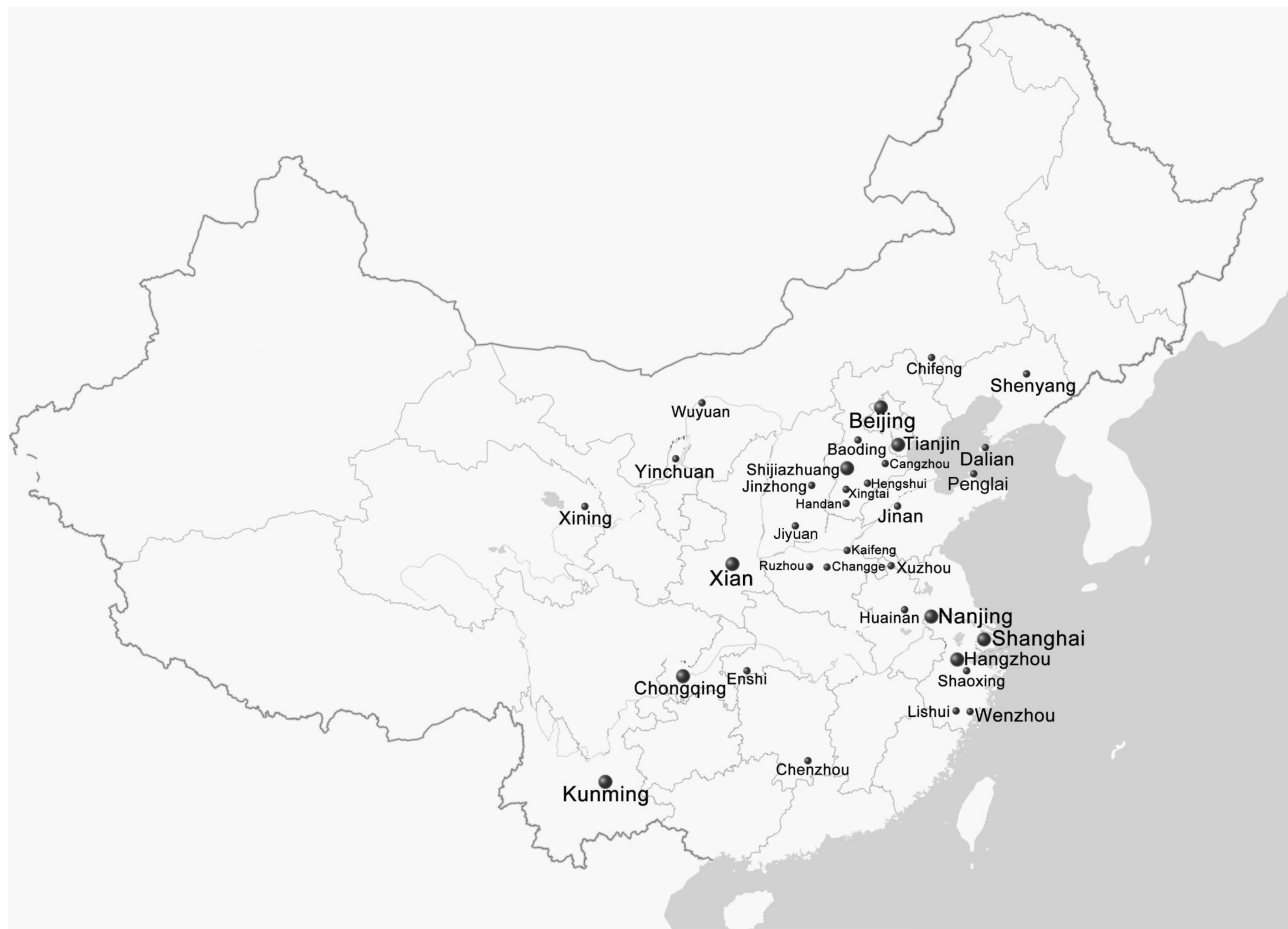 Chifeng
Shenyang
Wuyuan
Beijing
Tianjin
Baoding
Dalian
Yinchuan
Shijiazhuang
Cangzhou
Penglai
Jinzhong
Hengshui
Xingtai
Handan
Xining
Jinan
Jiyuan
Kaifeng
Xian
Ruzhou
Changge
Xuzhou
Huainan
Nanjing
Shanghai
Hangzhou
Shaoxing
Chongqing
Enshi
Lishui
Wenzhou
Chenzhou
Kunming